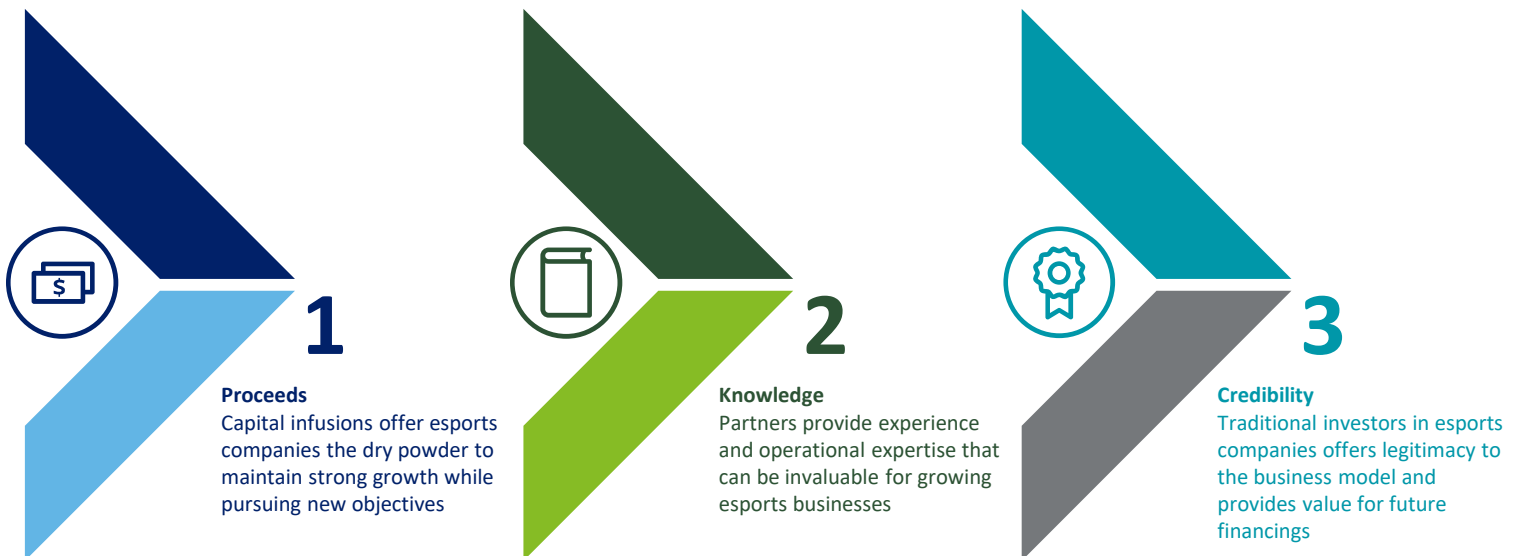 $
1
Proceeds
Capital infusions offer esports
companies the dry powder to
maintain strong growth while
pursuing new objectives
2
Knowledge
Partners provide experience
and operational expertise that
can be invaluable for growing
esports businesses
3
Credibility
Traditional investors in esports
companies offers legitimacy to
the business model and
provides value for future
financings